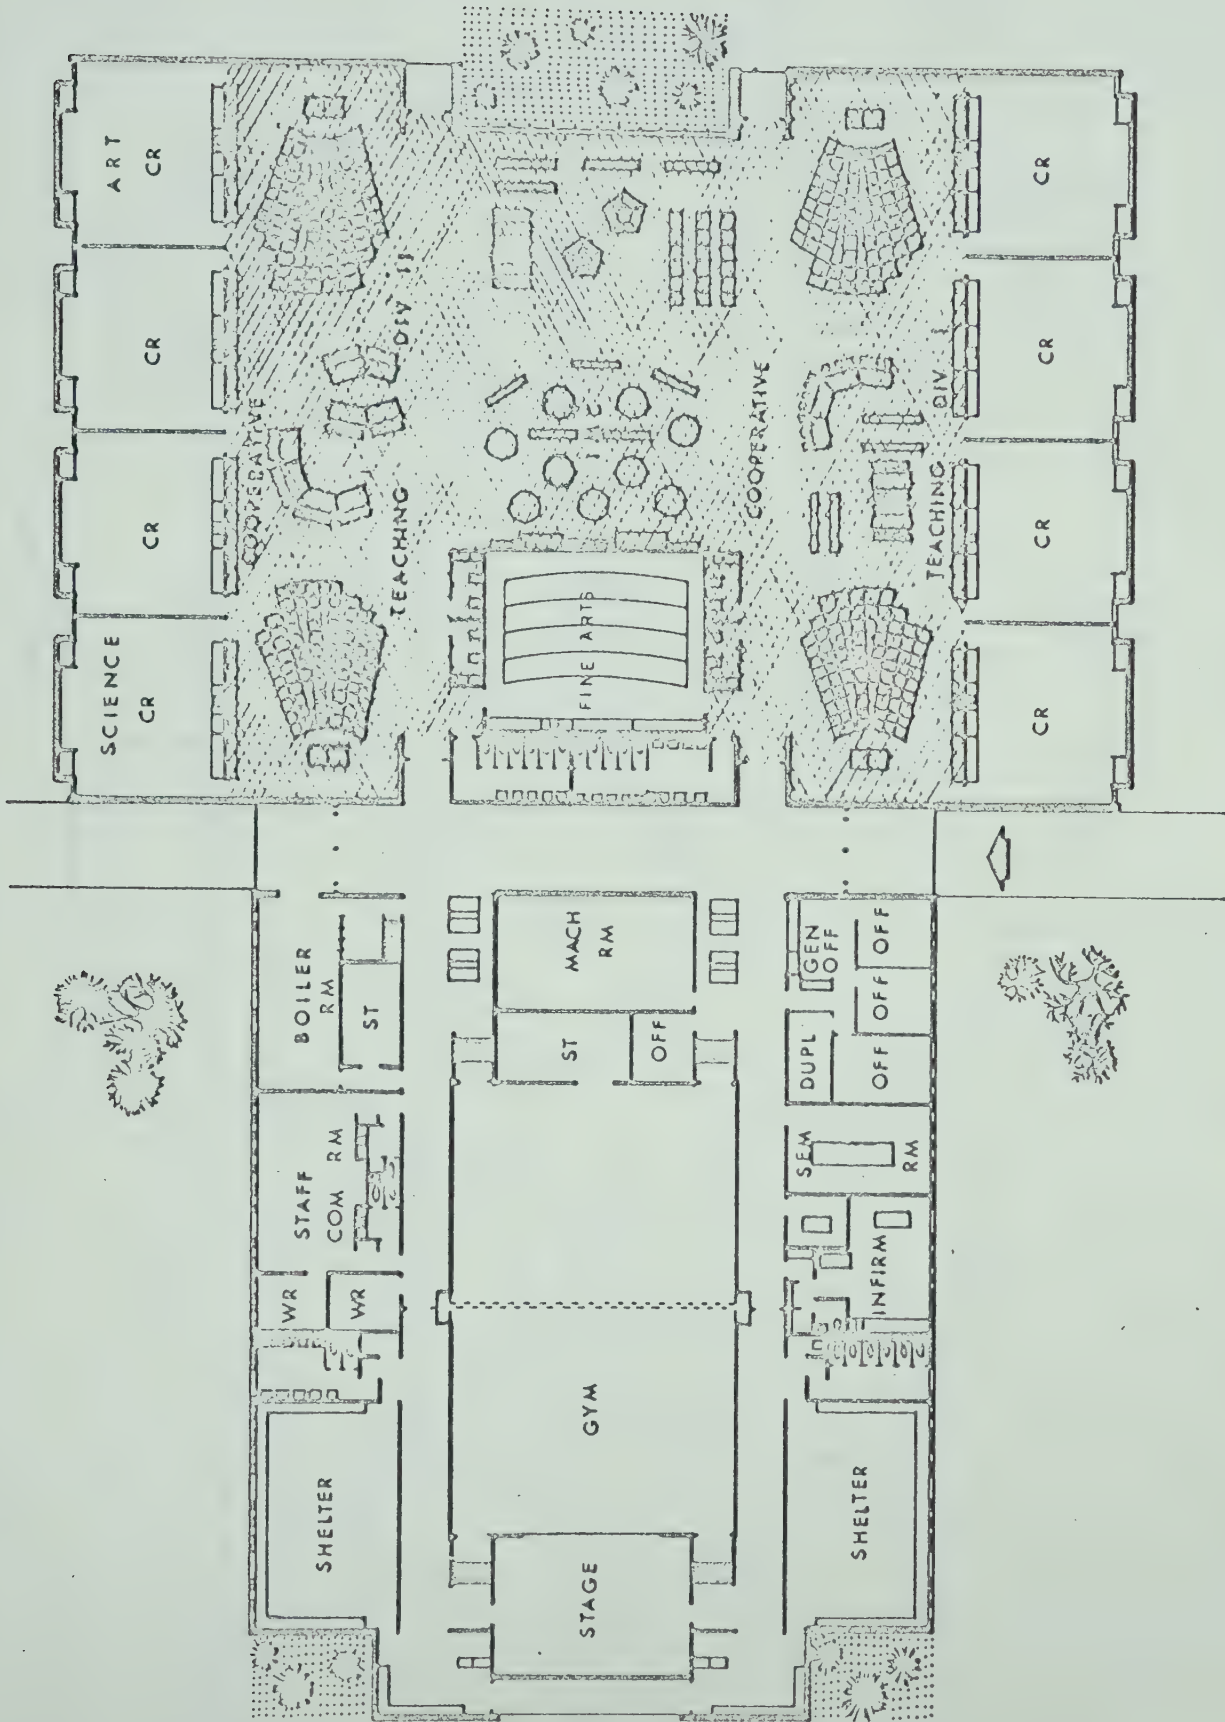 SCIENCE
CR
CR
CR
ART
CR
COOPERATIVE
TEACHING
DIV II
SHELTER
WR
WR
STAFF
COM RM
BOILER
RM
ST
STAGE
GYM
ST
OFF
MACH
RM
FINE ARTS
IMC
COOPERATIVE
TEACHING
DIV I
SHELTER
INFIRM
SEM
RM
DUPL
OFF
OFF
GEN
OFF
OFF
CR
CR
CR
CR